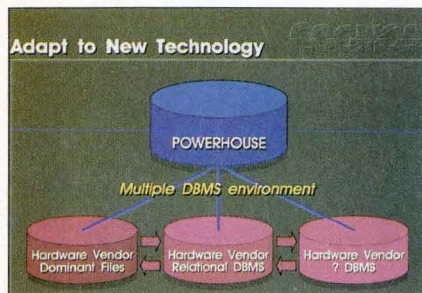 Adapt to New Technology
COGNOS
POWERHOUSE
Multiple DBMS environment
Hardware Vendor
Dominant Files
Hardware Vendor
Relational DBMS
Hardware Vendor
? DBMS